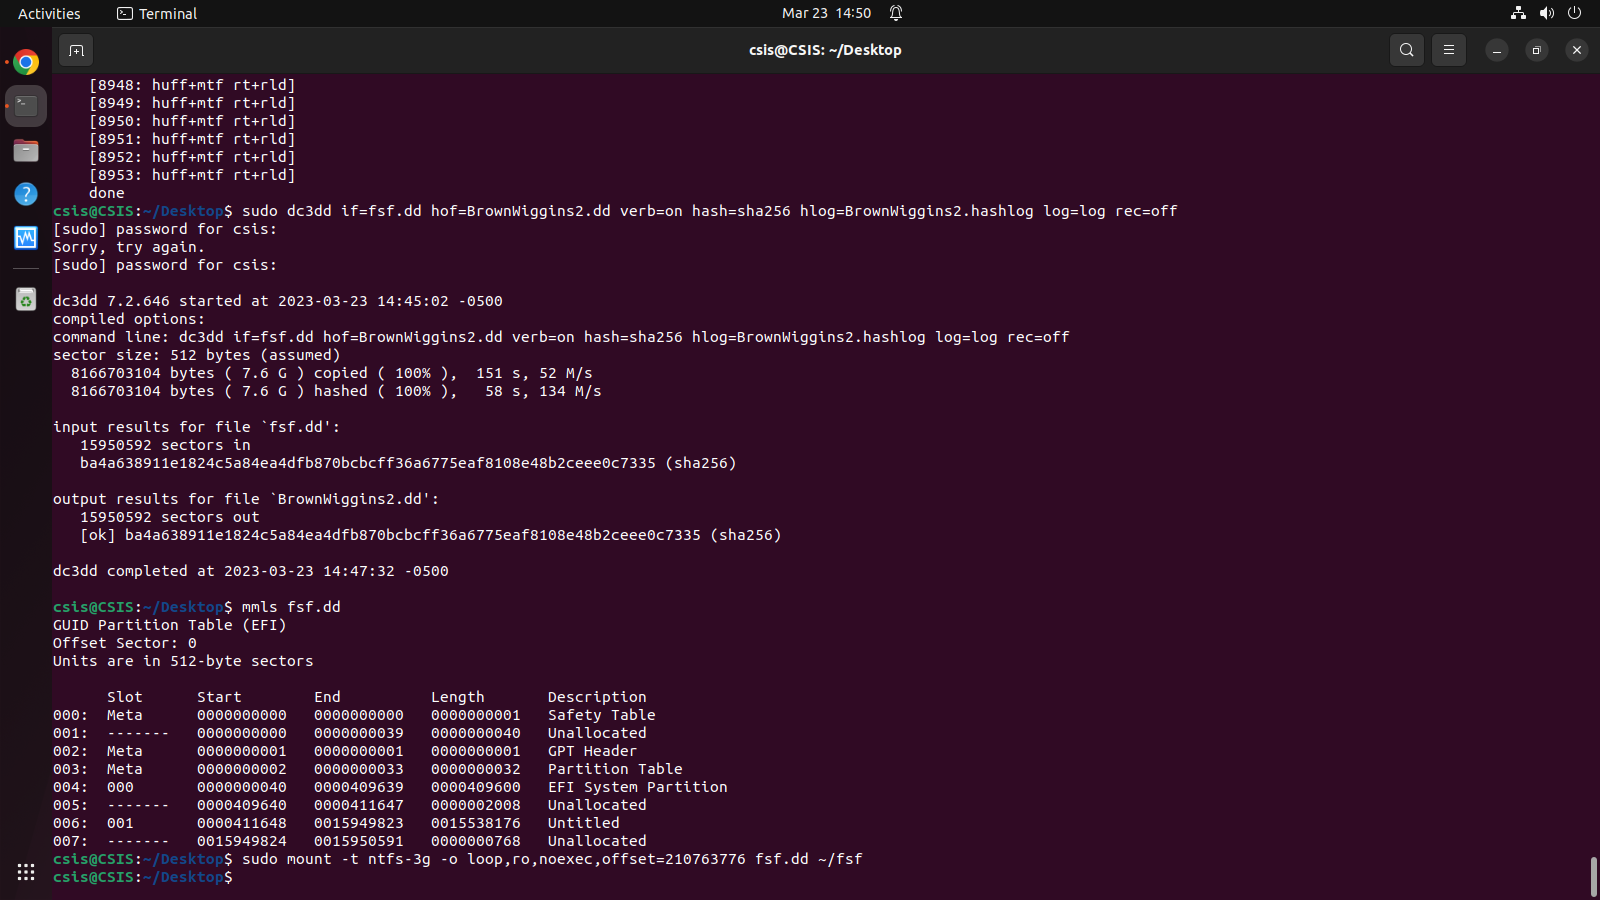 Activities Terminal Mar 23 14:50
csis@CSIS: ~/Desktop
[8948: huff+mtf rt+rld]
[8949: huff+mtf rt+rld]
[8950: huff+mtf rt+rld]
[8951: huff+mtf rt+rld]
[8952: huff+mtf rt+rld]
[8953: huff+mtf rt+rld]
done
csis@CSIS:~/Desktop$ sudo dc3dd if=fsf.dd hof=BrownWiggins2.dd verb=on hash=sha256 hlog=BrownWiggins2.hashlog log=log rec=off
[sudo] password for csis:
Sorry, try again.
[sudo] password for csis:
dc3dd 7.2.646 started at 2023-03-23 14:45:02 -0500
compiled options:
command line: dc3dd if=fsf.dd hof=BrownWiggins2.dd verb=on hash=sha256 hlog=BrownWiggins2.hashlog log=log rec=off
sector size: 512 bytes (assumed)
8166703104 bytes ( 7.6 G ) copied ( 100% ), 151 s, 52 M/s
8166703104 bytes ( 7.6 G ) hashed ( 100% ), 58 s, 134 M/s
input results for file `fsf.dd':
15950592 sectors in
ba4a638911e1824c5a84ea4dfb870bcbcff36a6775eaf8108e48b2ceee0c7335 (sha256)
output results for file `BrownWiggins2.dd':
15950592 sectors out
[ok] ba4a638911e1824c5a84ea4dfb870bcbcff36a6775eaf8108e48b2ceee0c7335 (sha256)
dc3dd completed at 2023-03-23 14:47:32 -0500
csis@CSIS:~/Desktop$ mmls fsf.dd
GUID Partition Table (EFI)
Offset Sector: 0
Units are in 512-byte sectors
Slot Start End Length Description
000: Meta 0000000000 0000000000 0000000001 Safety Table
001: ------- 0000000000 0000000039 0000000040 Unallocated
002: Meta 0000000001 0000000001 0000000001 GPT Header
003: Meta 0000000002 0000000033 0000000032 Partition Table
004: 000 0000000040 0000409639 0000409600 EFI System Partition
005: ------- 0000409640 0000411647 0000002008 Unallocated
006: 001 0000411648 0015949823 0015538176 Untitled
007: ------- 0015949824 0015950591 0000000768 Unallocated
csis@CSIS:~/Desktop$ sudo mount -t ntfs-3g -o loop,ro,noexec,offset=210763776 fsf.dd ~/fsf
csis@CSIS:~/Desktop$